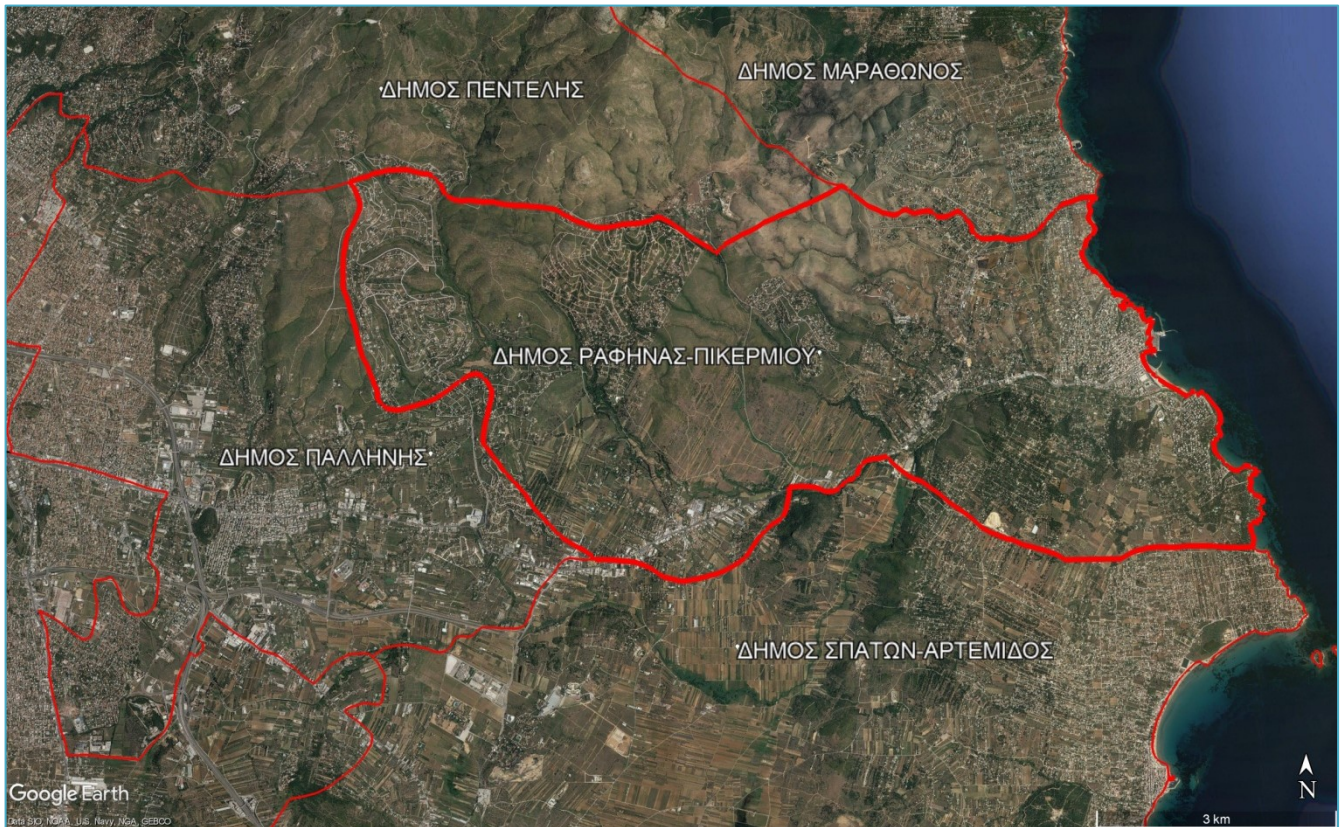 ΔΗΜΟΣ ΜΑΡΑΘΩΝΟΣ
ΔΗΜΟΣ ΠΕΝΤΕΛΗΣ
ΔΗΜΟΣ ΡΑΦΗΝΑΣ-ΠΙΚΕΡΜΙΟΥ
ΔΗΜΟΣ ΠΑΛΛΗΝΗΣ
ΔΗΜΟΣ ΣΠΑΤΩΝ-ΑΡΤΕΜΙΔΟΣ
N
Google Earth
3 km
Data SIO, NOAA, U.S. Navy, NGA, GEBCO